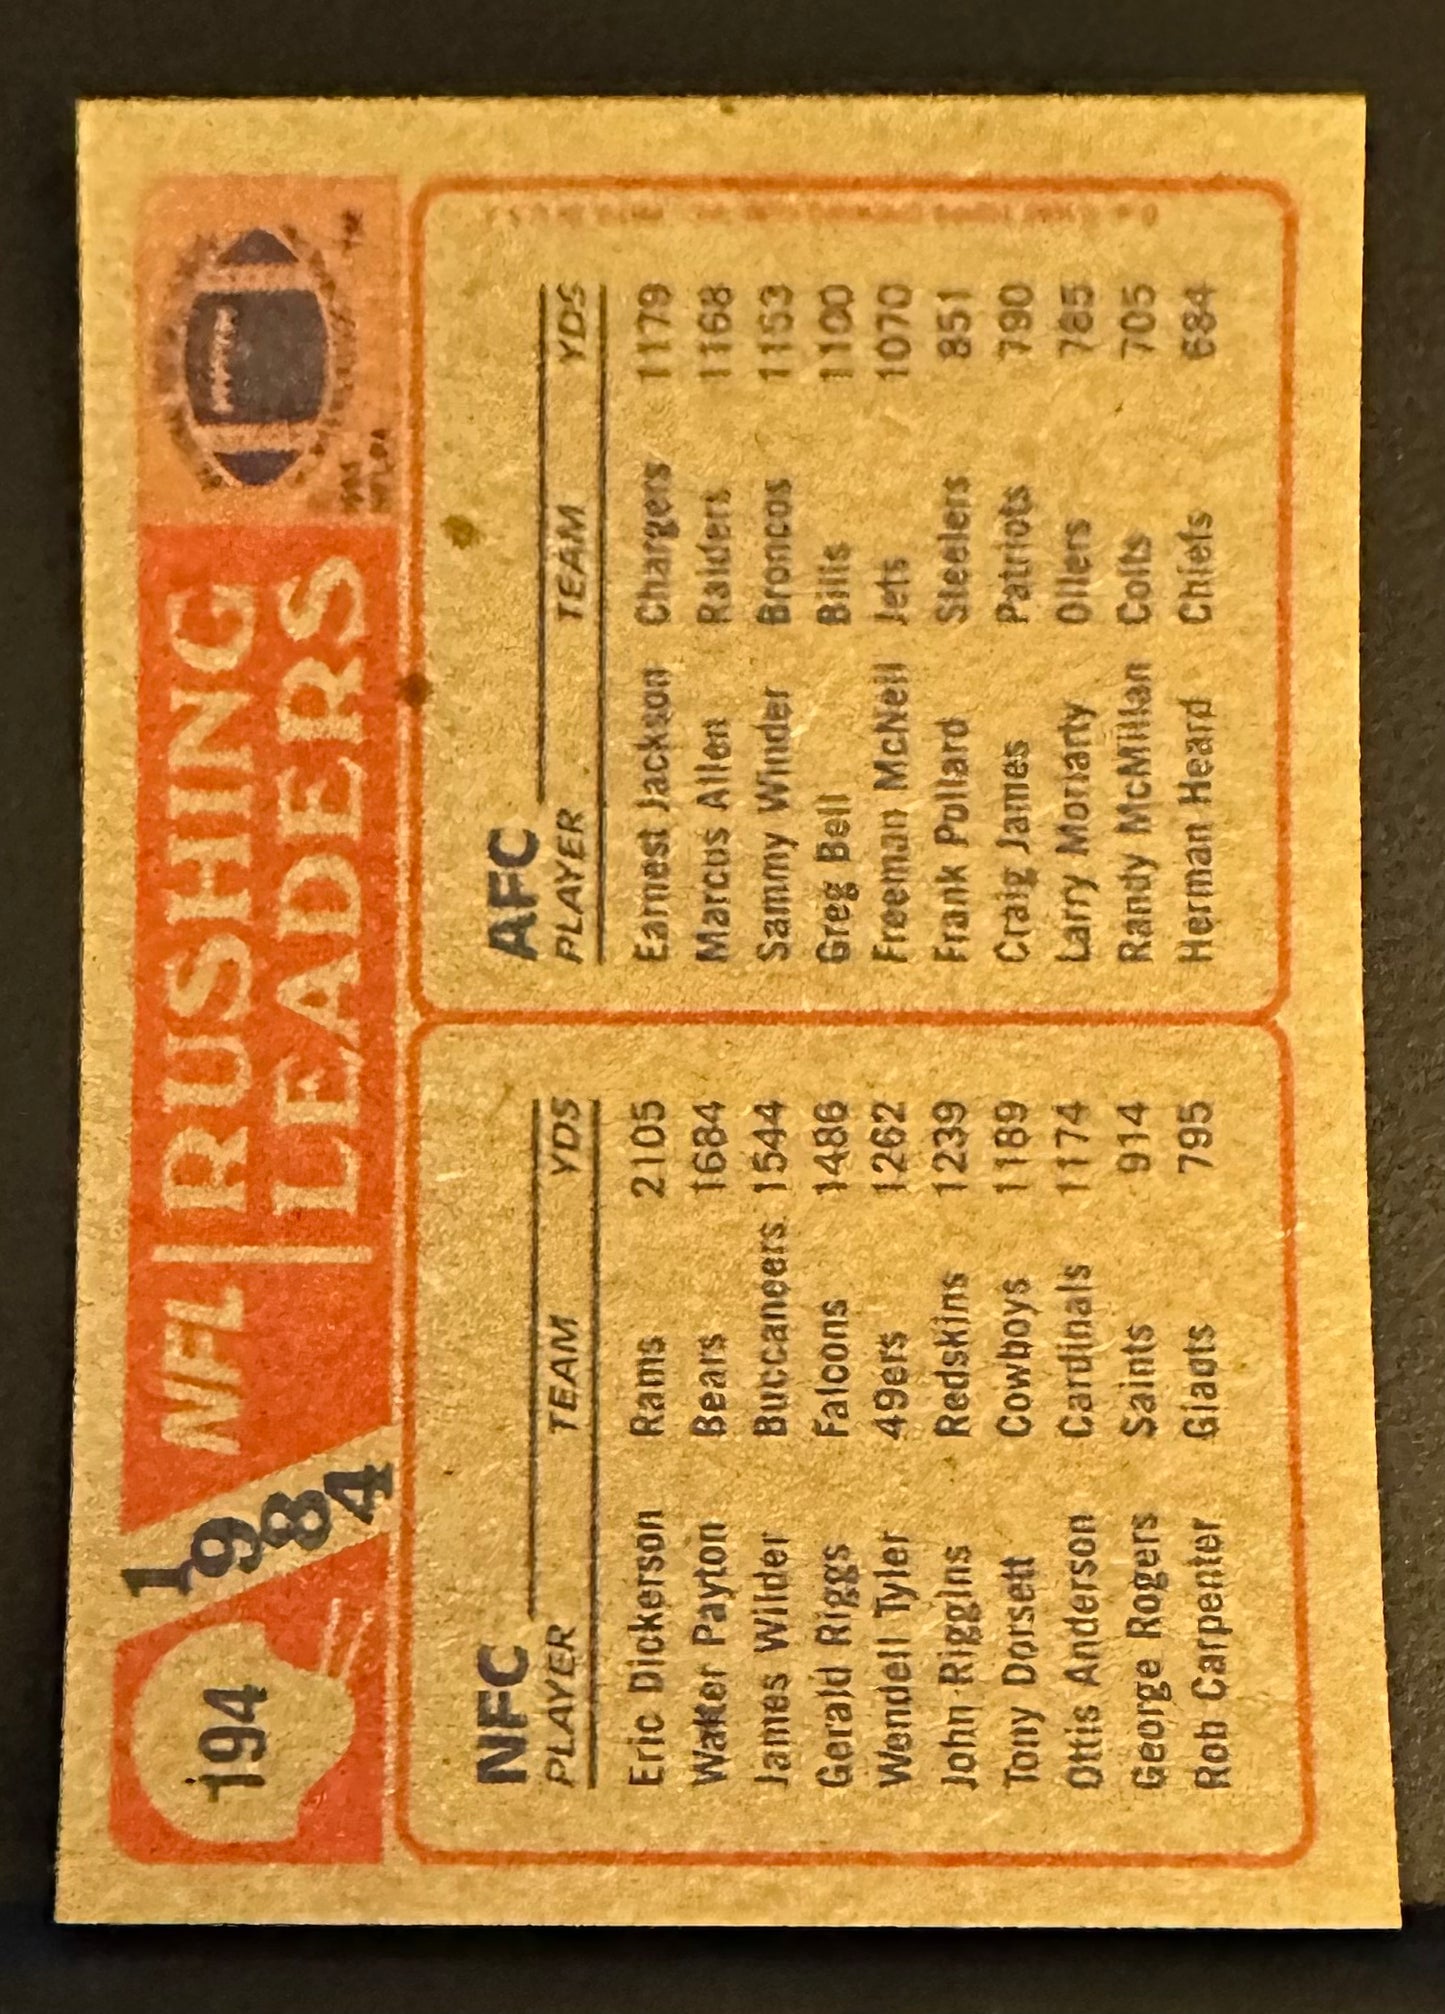 194
1984
NFL RUSHING
LEADERS
NFLPA
TM
NFC
PLAYER TEAM YDS
Eric Dickerson Rams 2105
Walter Payton Bears 1684
James Wilder Buccaneers 1544
Gerald Riggs Falcons 1486
Wendell Tyler 49ers 1262
John Riggins Redskins 1239
Tony Dorsett Cowboys 1189
Ottis Anderson Cardinals 1174
George Rogers Saints 914
Rob Carpenter Giants 795
AFC
PLAYER TEAM YDS
Earnest Jackson Chargers 1179
Marcus Allen Raiders 1168
Sammy Winder Broncos 1153
Greg Bell Bills 1100
Freeman McNeil Jets 1070
Frank Pollard Steelers 851
Craig James Patriots 790
Larry Moriarty Oilers 785
Randy McMillan Colts 705
Herman Heard Chiefs 684